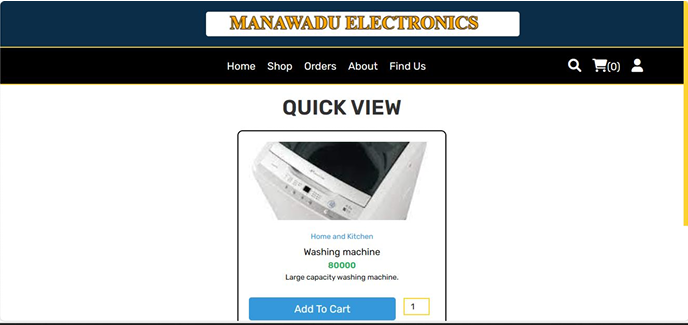 MANAWADU ELECTRONICS
Home Shop Orders About Find Us (0)
QUICK VIEW
Home and Kitchen
Washing machine
80000
Large capacity washing machine.
Add To Cart 1